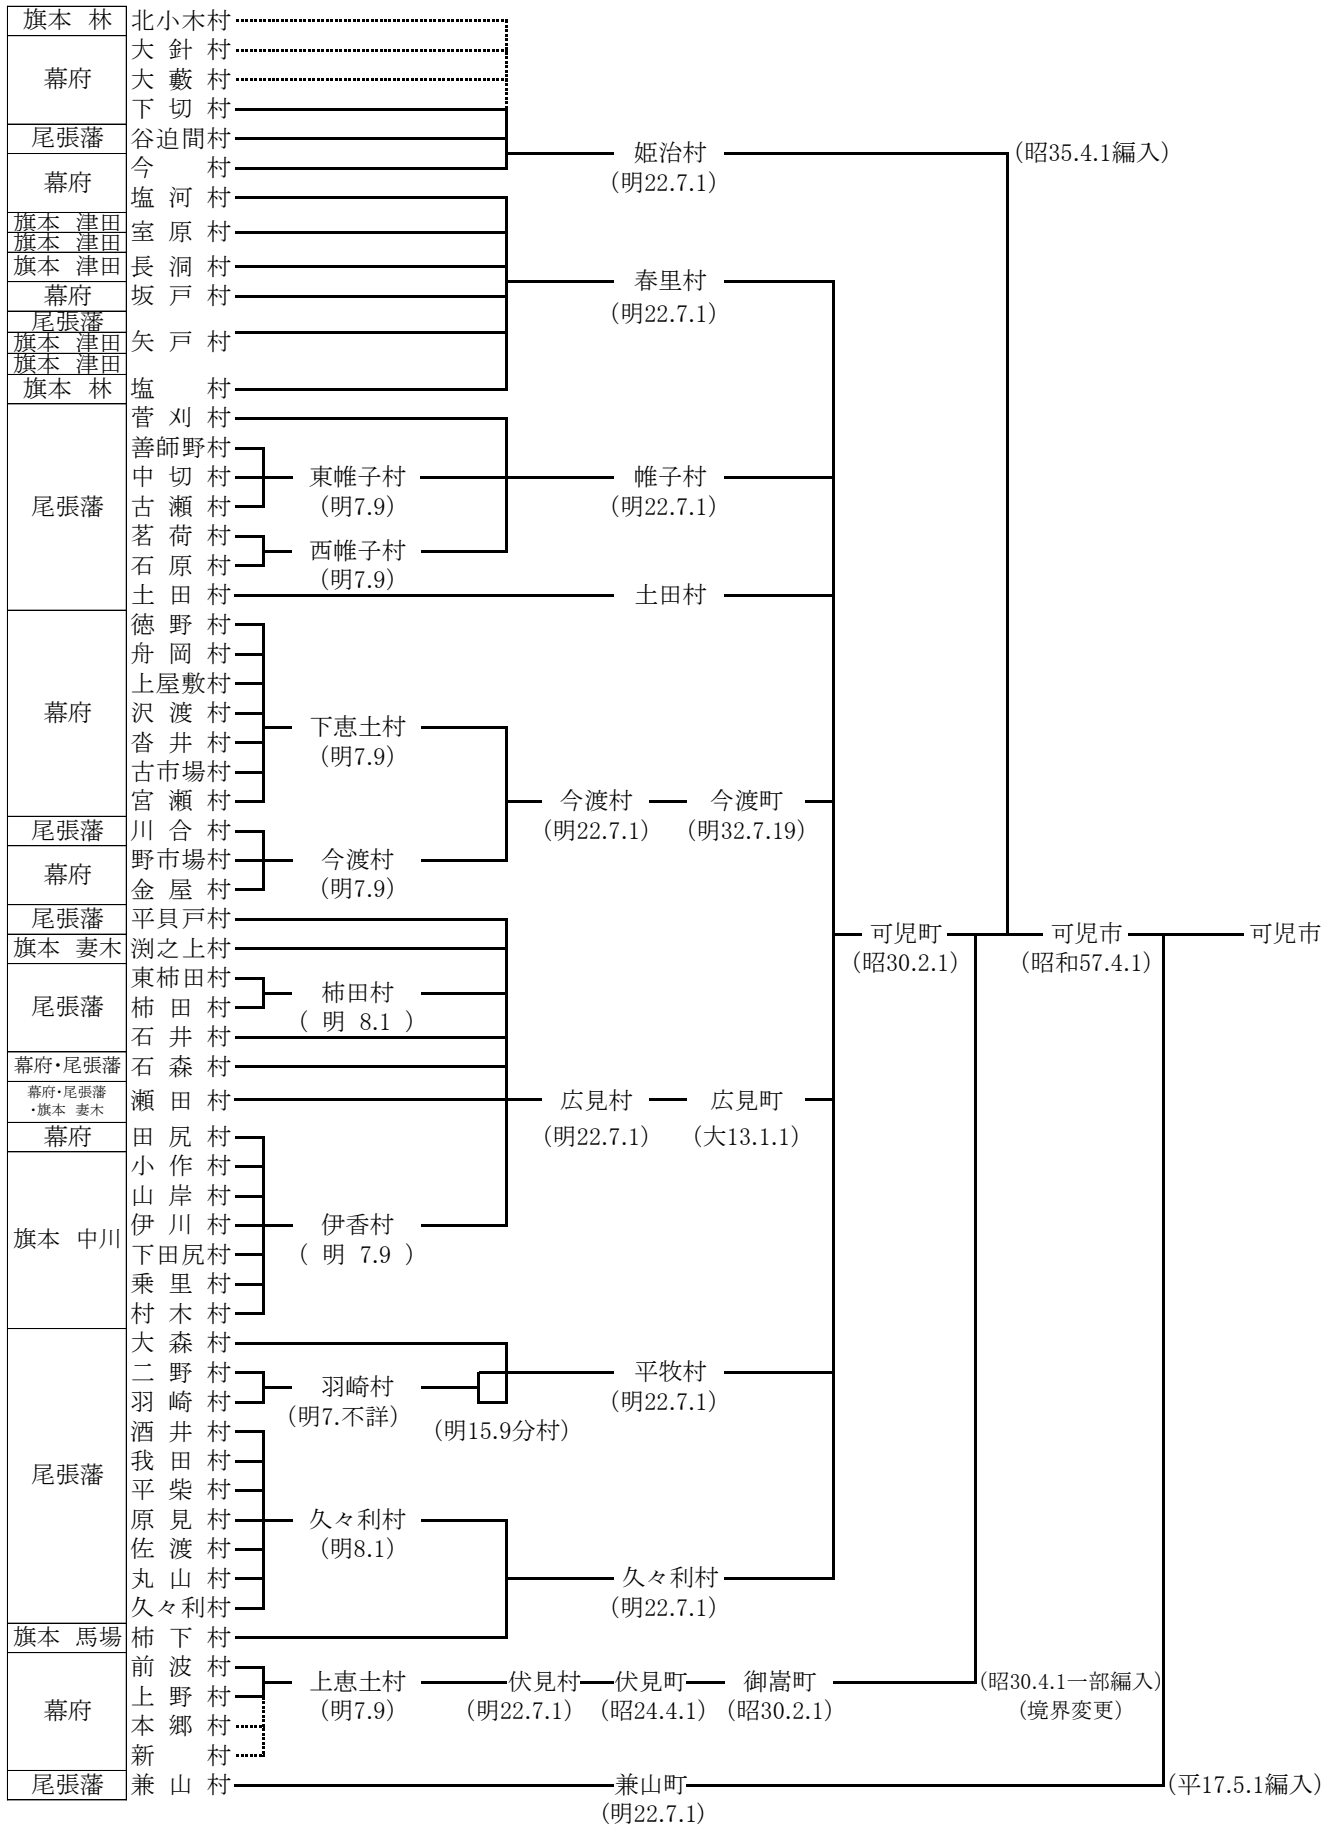 旗本 林 北小木村
幕府 大針村
大藪村
下切村
尾張藩 谷迫間村
幕府 今村
塩河村
旗本 津田 室原村
旗本 津田
旗本 津田 長洞村
幕府 坂戸村
尾張藩 矢戸村
旗本 津田
旗本 津田
旗本 林 塩村
尾張藩 菅刈村
善師野村
中切村
古瀬村
茗荷村
石原村
土田村
幕府 徳野村
舟岡村
上屋敷村
沢渡村
沓井村
古市場村
宮瀬村
尾張藩 川合村
幕府 野市場村
金屋村
尾張藩 平貝戸村
旗本 妻木 渕之上村
尾張藩 東柿田村
柿田村
石井村
幕府・尾張藩 石森村
幕府・尾張藩
・旗本 妻木 瀬田村
幕府 田尻村
旗本 中川 小作村
山岸村
伊川村
下田尻村
乗里村
村木村
尾張藩 大森村
二野村
羽崎村
酒井村
我田村
平柴村
原見村
佐渡村
丸山村
久々利村
旗本 馬場 柿下村
幕府 前波村
上野村
本郷村
新村
尾張藩 兼山村
東帷子村
(明7.9)
西帷子村
(明7.9)
下恵土村
(明7.9)
今渡村
(明7.9)
柿田村
( 明 8.1 )
伊香村
( 明 7.9 )
羽崎村
(明7.不詳)
(明15.9分村)
久々利村
(明8.1)
上恵土村
(明7.9)
姫治村
(明22.7.1)
春里村
(明22.7.1)
帷子村
(明22.7.1)
土田村
今渡村
(明22.7.1)
今渡町
(明32.7.19)
広見村
(明22.7.1)
広見町
(大13.1.1)
平牧村
(明22.7.1)
久々利村
(明22.7.1)
伏見村
(明22.7.1)
伏見町
(昭24.4.1)
御嵩町
(昭30.2.1)
兼山町
(明22.7.1)
可児町
(昭30.2.1)
(昭35.4.1編入)
(昭30.4.1一部編入)
(境界変更)
可児市
(昭和57.4.1)
(平17.5.1編入)
可児市